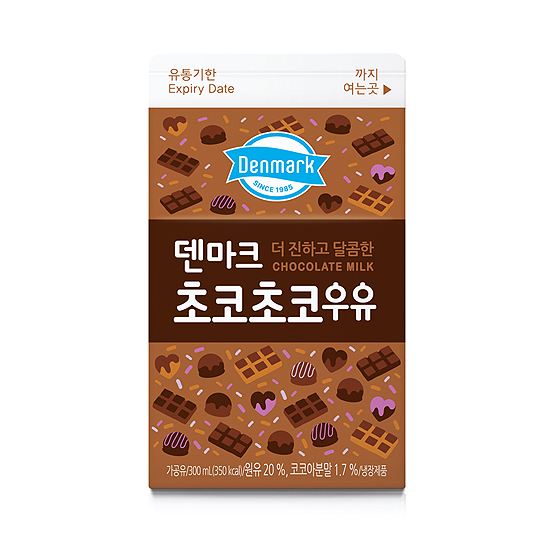 유통기한 까지
Expiry Date 여는곳 ▶
Denmark
SINCE 1985
덴마크 더 진하고 달콤한
CHOCOLATE MILK
초코초코우유
가공유/300 mL(350 kcal)/원유 20 %, 코코아분말 1.7 %/냉장제품